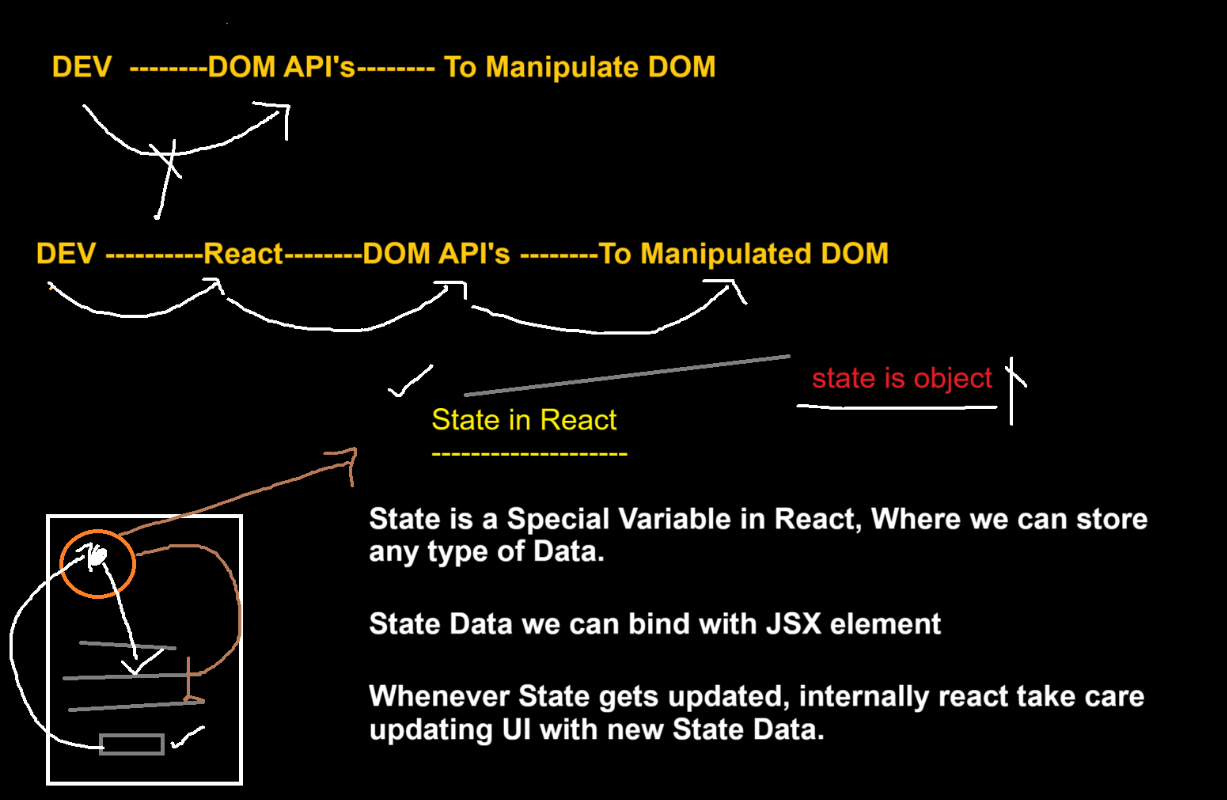 DEV --------DOM API's-------- To Manipulate DOM
DEV ----------React--------DOM API's --------To Manipulated DOM
state is object
State in React
--------------------
State is a Special Variable in React, Where we can store
any type of Data.
State Data we can bind with JSX element
Whenever State gets updated, internally react take care
updating UI with new State Data.